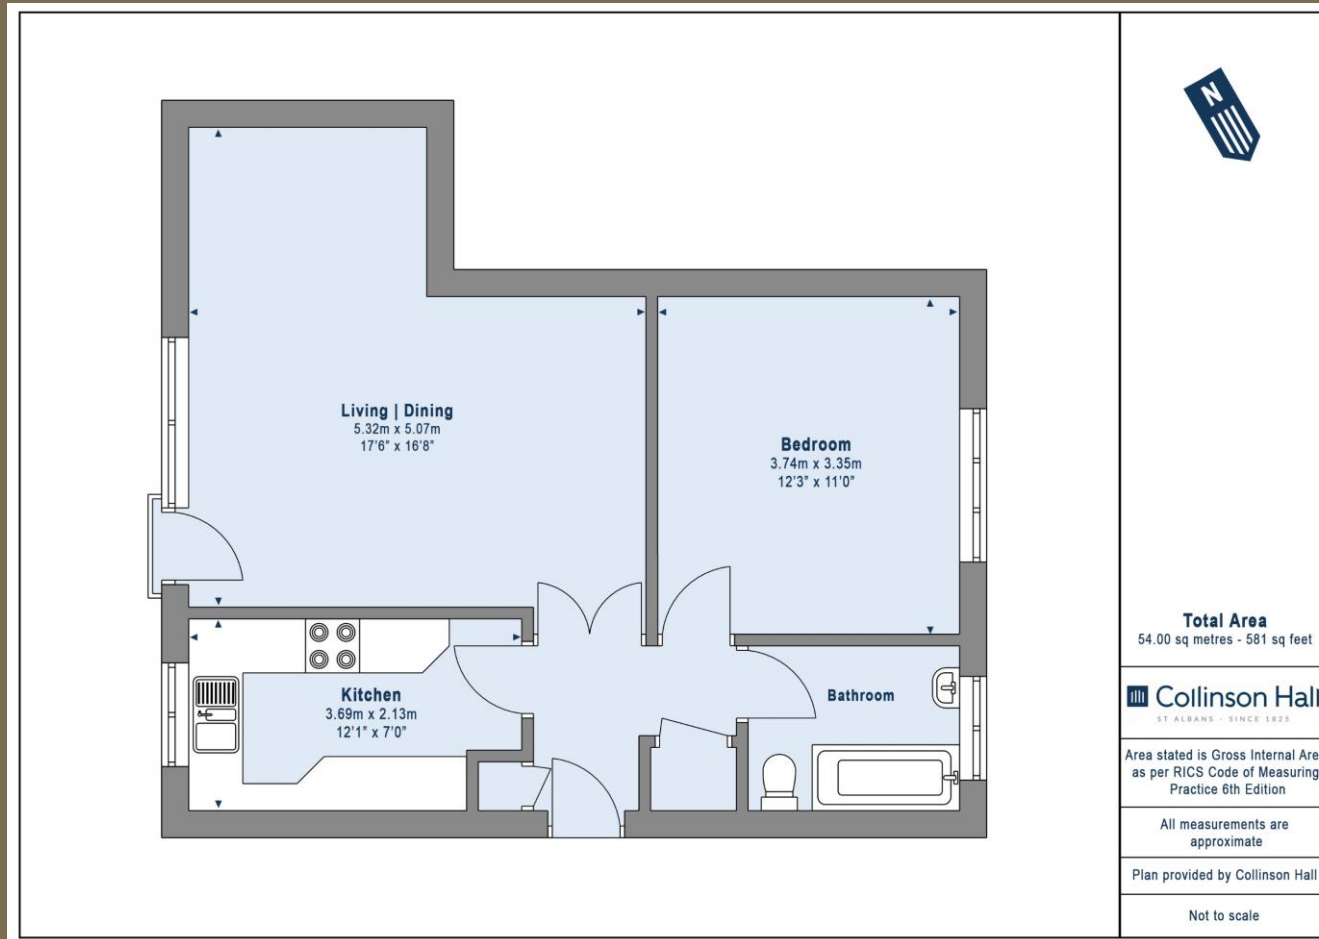 Living | Dining
5.32m x 5.07m
17'6" x 16'8"
Bedroom
3.74m x 3.35m
12'3" x 11'0"
Kitchen
3.69m x 2.13m
12'1" x 7'0"
Bathroom
N
Total Area
54.00 sq metres - 581 sq feet
Collinson Hall
ST ALBANS - SINCE 1825
Area stated is Gross Internal Are
as per RICS Code of Measuring
Practice 6th Edition
All measurements are
approximate
Plan provided by Collinson Hall
Not to scale